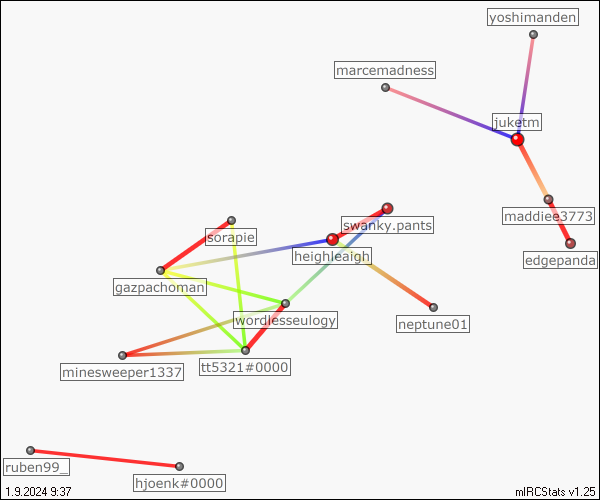 yoshimanden
marcemadness
juketm
maddiee3773
swanky.pants
sorapie
heighleaigh
edgepanda
gazpachoman
wordlesseulogy
neptune01
tt5321#0000
minesweeper1337
ruben99_
hjoenk#0000
1.9.2024 9:37
mIRCStats v1.25